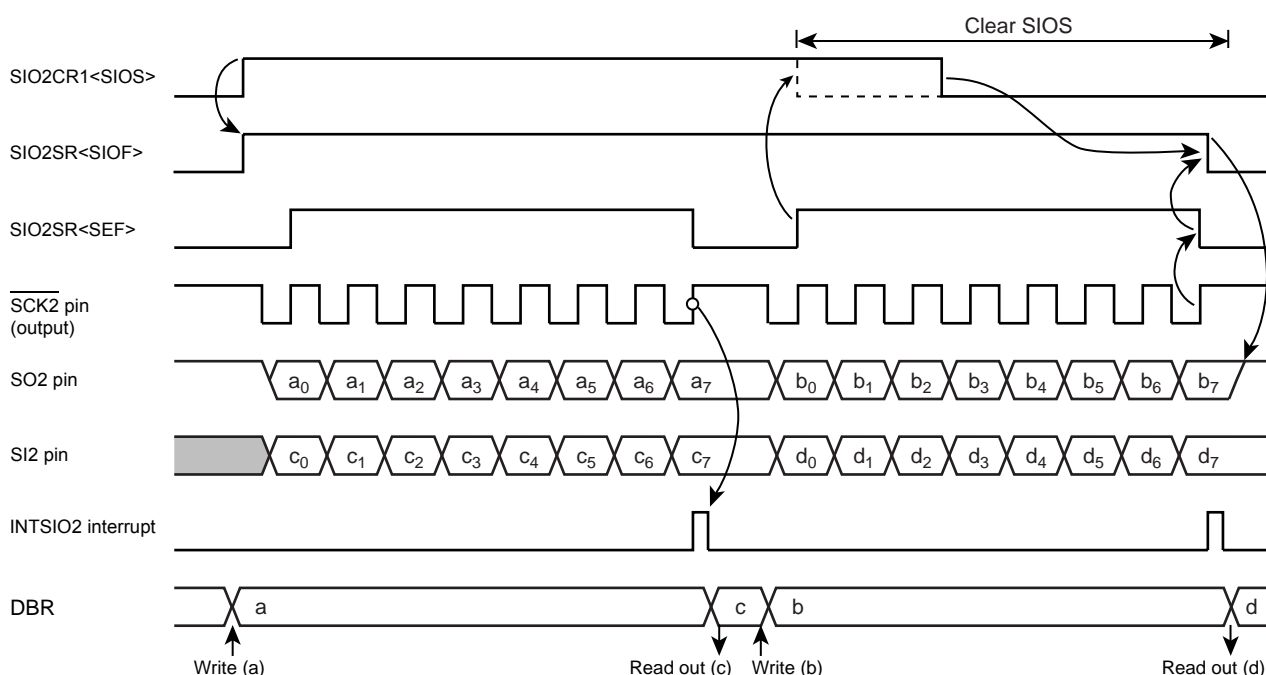 Clear SIOS
SIO2CR1<SIOS>
SIO2SR<SIOF>
SIO2SR<SEF>
SCK2 pin
(output)
SO2 pin
a0 a1 a2 a3 a4 a5 a6 a7 b0 b1 b2 b3 b4 b5 b6 b7
SI2 pin
c0 c1 c2 c3 c4 c5 c6 c7 d0 d1 d2 d3 d4 d5 d6 d7
INTSIO2 interrupt
DBR a c b d
Write (a) Read out (c) Write (b) Read out (d)